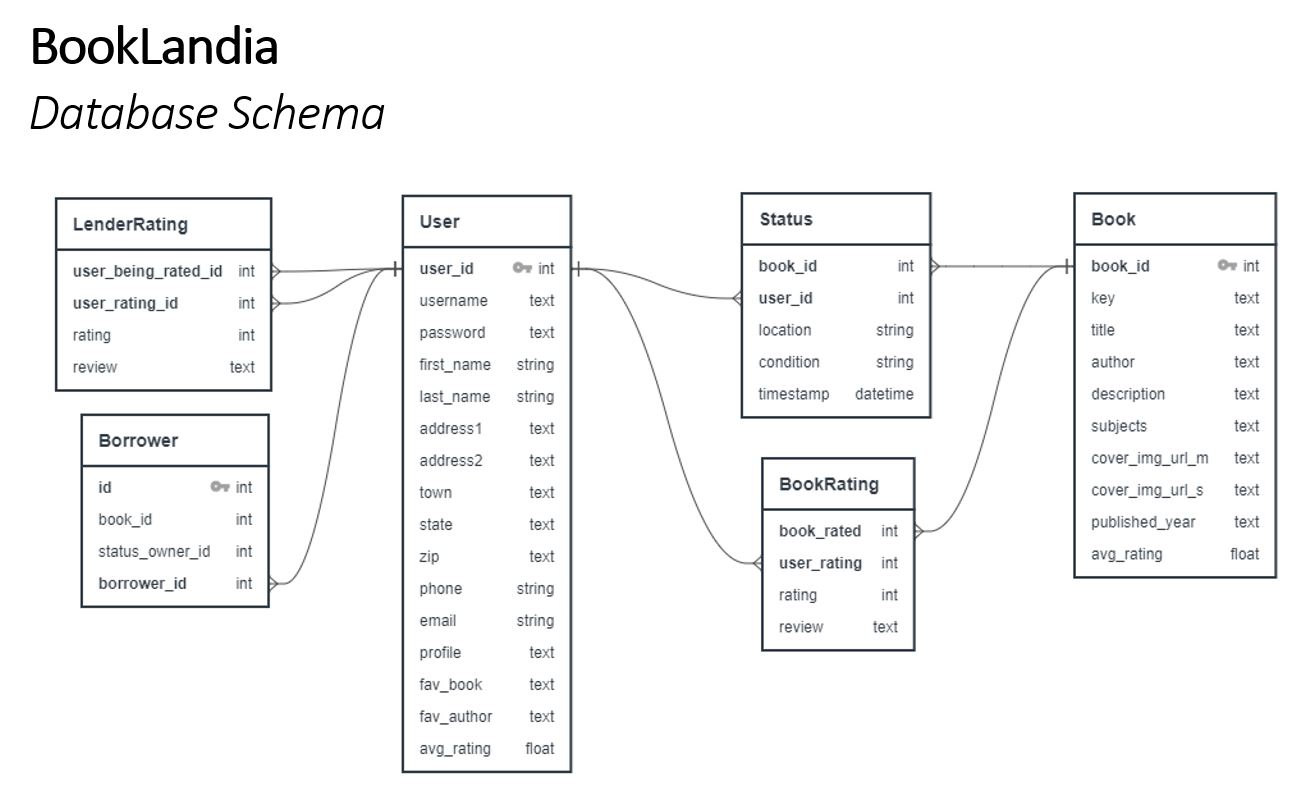 BookLandia
Database Schema
LenderRating
user_being_rated_id int
user_rating_id int
rating int
review text
Borrower
id int
book_id int
status_owner_id int
borrower_id int
User
user_id int
username text
password text
first_name string
last_name string
address1 text
address2 text
town text
state text
zip text
phone string
email string
profile text
fav_book text
fav_author text
avg_rating float
Status
book_id int
user_id int
location string
condition string
timestamp datetime
BookRating
book_rated int
user_rating int
rating int
review text
Book
book_id int
key text
title text
author text
description text
subjects text
cover_img_url_m text
cover_img_url_s text
published_year text
avg_rating float